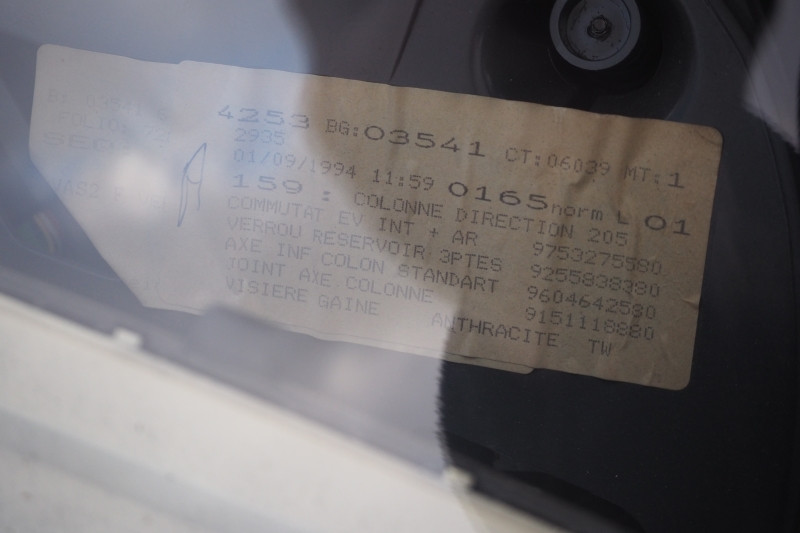 4253 BG:03541 CT:06039 MT:1
FOLIO: 2935
01/09/1994 11:59 0165norm L 01
159 : COLONNE DIRECTION 205
COMMUTAT EV INT + AR 9753275580
VERROU RESERVOIR 3PTES 9255838380
AXE INF COLON STANDART 9604642580
JOINT AXE COLONNE 9151118880
VISIERE GAINE ANTHRACITE TW